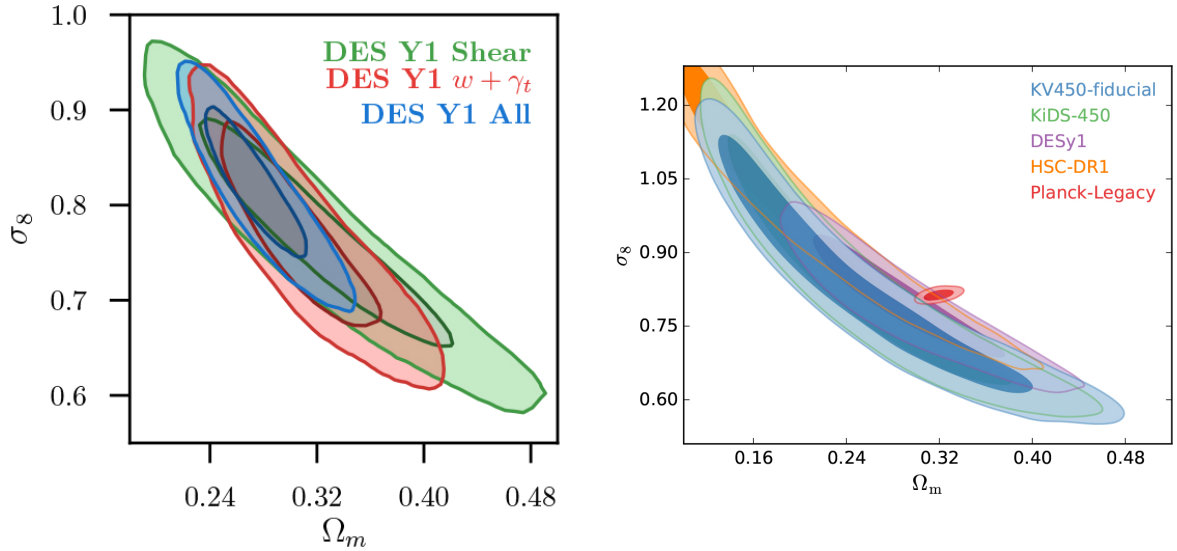 DES Y1 Shear
DES Y1 w + γt
DES Y1 All
1.0
0.9
0.8
0.7
0.6
σ8
0.24 0.32 0.40 0.48
Ωm
KV450-fiducial
KiDS-450
DESy1
HSC-DR1
Planck-Legacy
1.20
1.05
0.90
0.75
0.60
σ8
0.16 0.24 0.32 0.40 0.48
Ωm